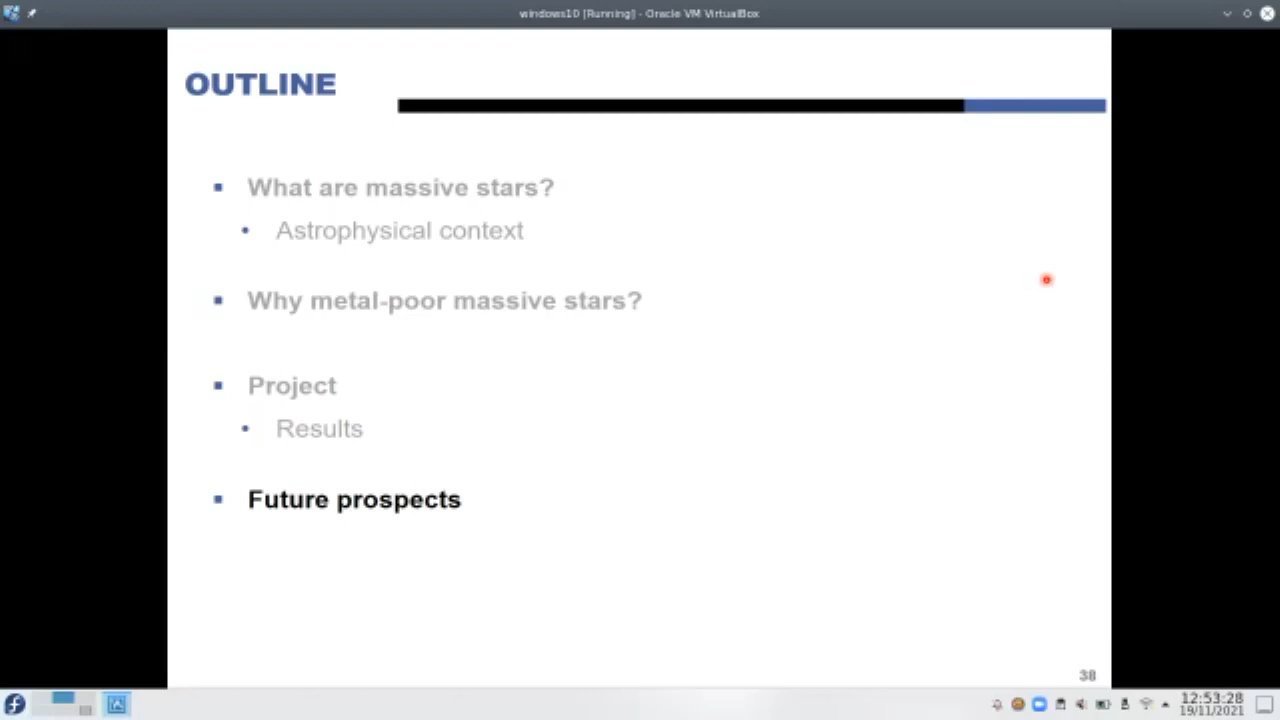 windows10 [Running] - Oracle VM VirtualBox
OUTLINE
What are massive stars?
Astrophysical context
Why metal-poor massive stars?
Project
Results
Future prospects
38
12:53:28
19/11/2021